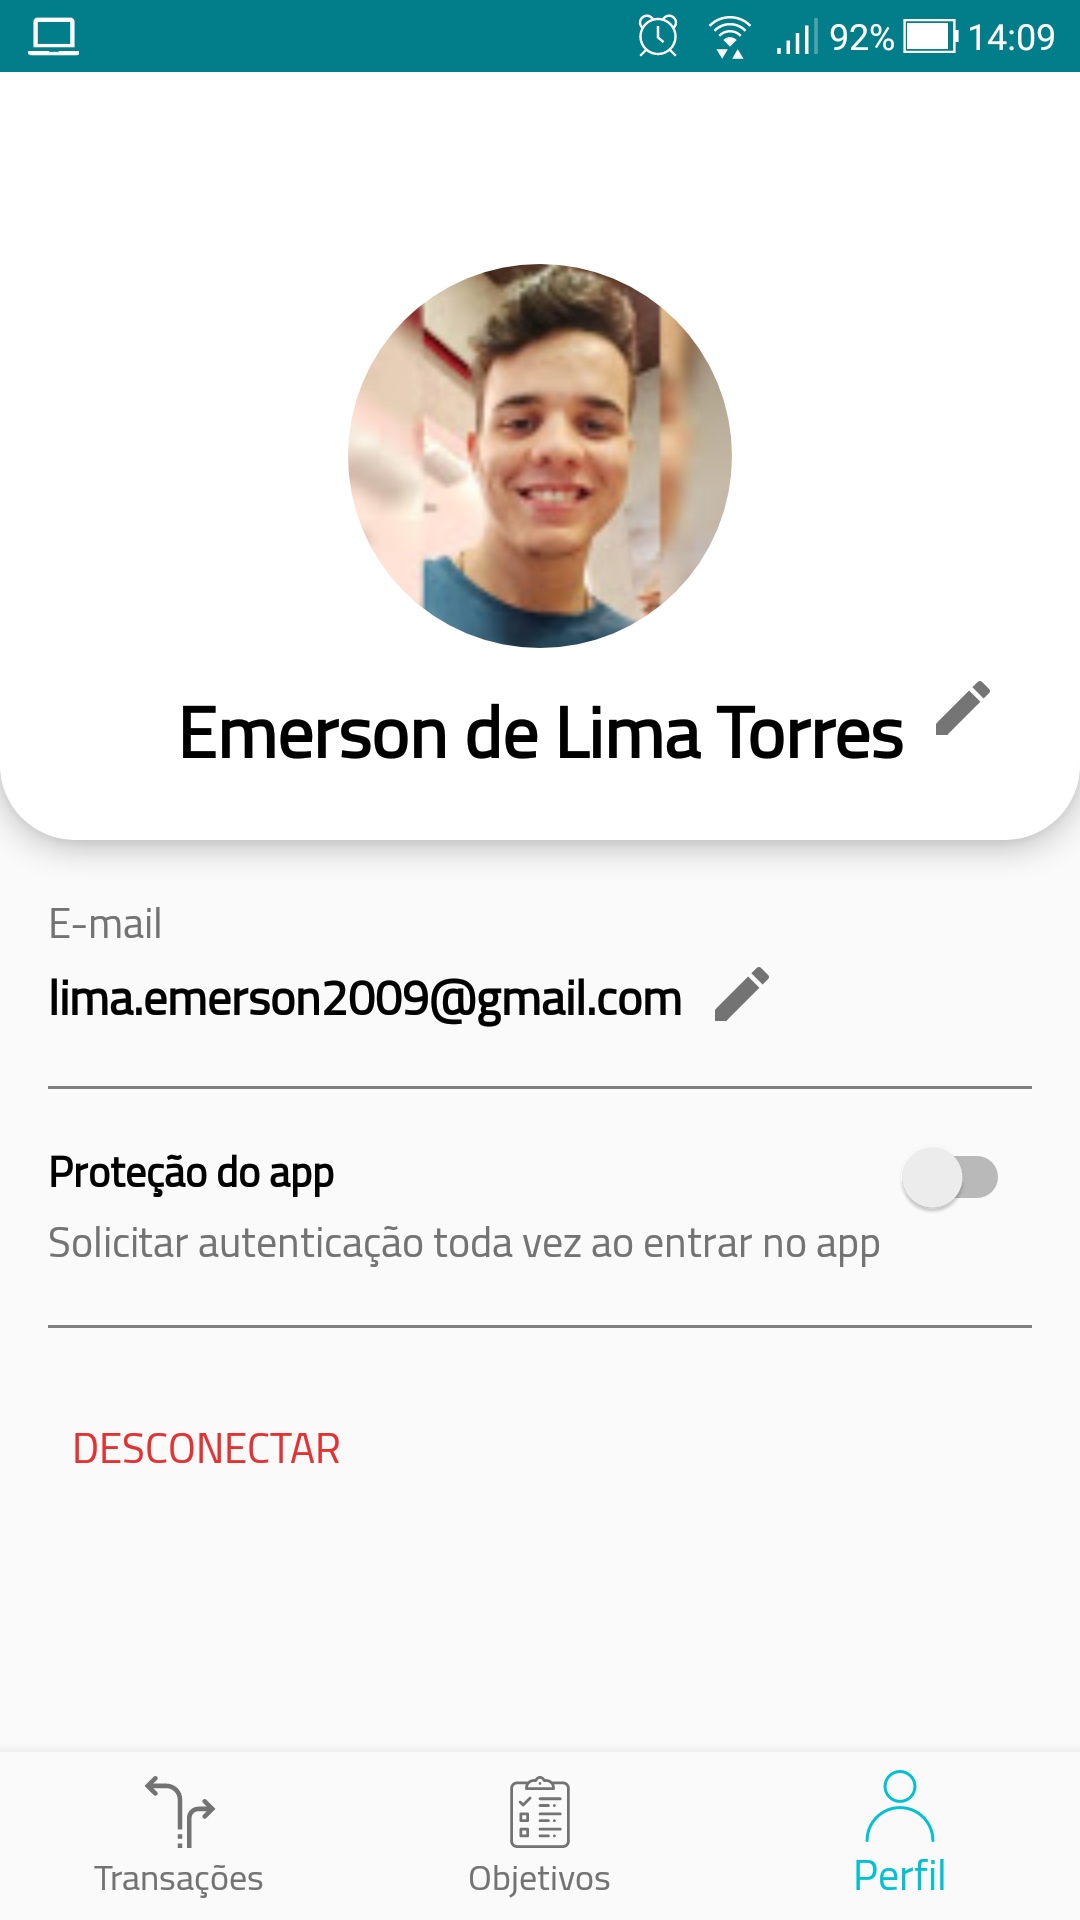 92% 14:09
Emerson de Lima Torres
E-mail
lima.emerson2009@gmail.com
Proteção do app
Solicitar autenticação toda vez ao entrar no app
DESCONECTAR
Transações Objetivos Perfil